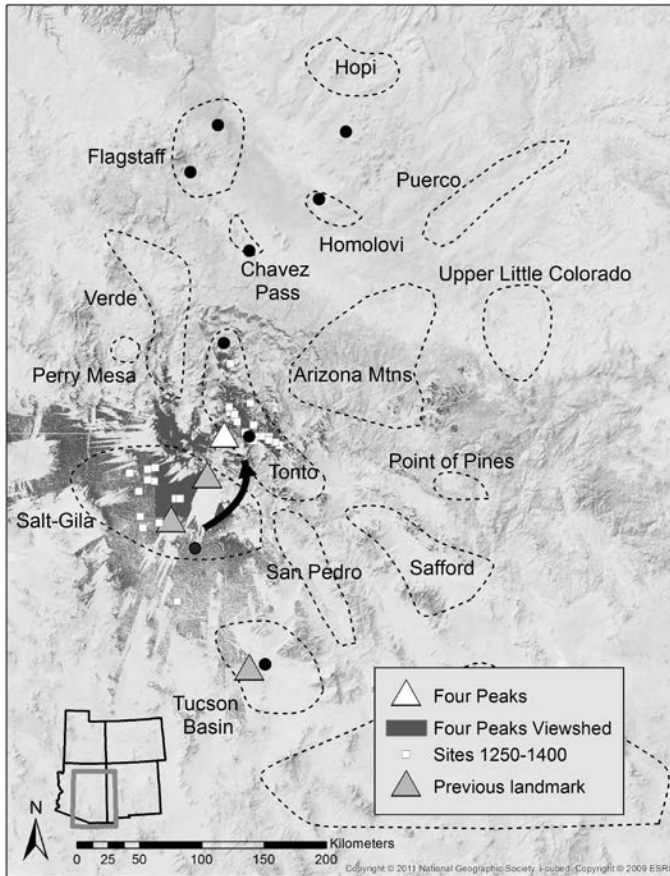 Hopi
Flagstaff
Puerco
Homolovi
Chavez
Pass
Upper Little Colorado
Verde
Perry Mesa
Arizona Mtns
Tonto
Point of Pines
Salt-Gila
San Pedro
Safford
Tucson
Basin
Four Peaks
Four Peaks Viewshed
Sites 1250-1400
Previous landmark
N
Kilometers
0 25 50 100 150 200
Copyright © 2011 National Geographic Society, i-cubed. Copyright © 2009 ESRI